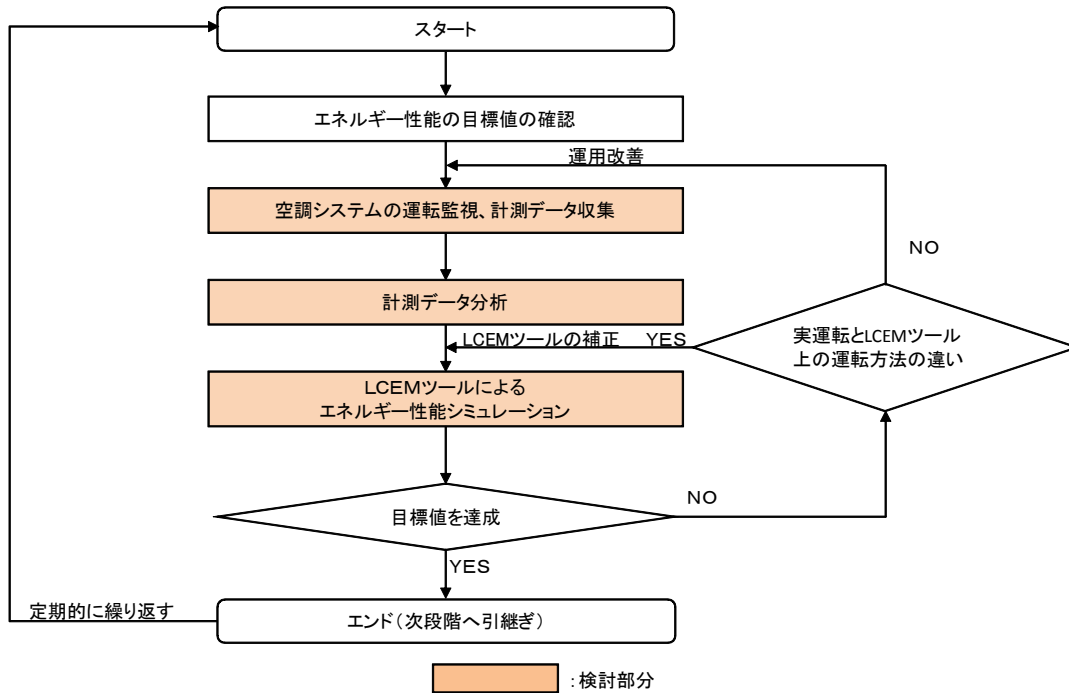 スタート
エネルギー性能の目標値の確認
運用改善
空調システムの運転監視、計測データ収集
NO
計測データ分析
LCEMツールの補正 YES
実運転とLCEMツール
上の運転方法の違い
LCEMツールによる
エネルギー性能シミュレーション
NO
目標値を達成
YES
定期的に繰り返す
エンド（次段階へ引継ぎ）
：検討部分